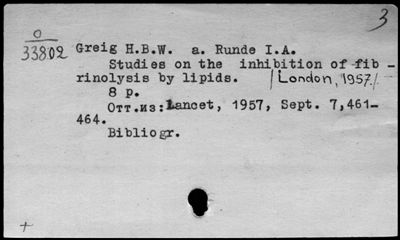 3
O
33802
Greig H.B.W. a. Runde I.A.
Studies on the inhibition of fib -
rinolysis by lipids. /London, 1957./
8 p.
Отт.из:Lancet, 1957, Sept. 7,461-
464.
Bibliogr.
+